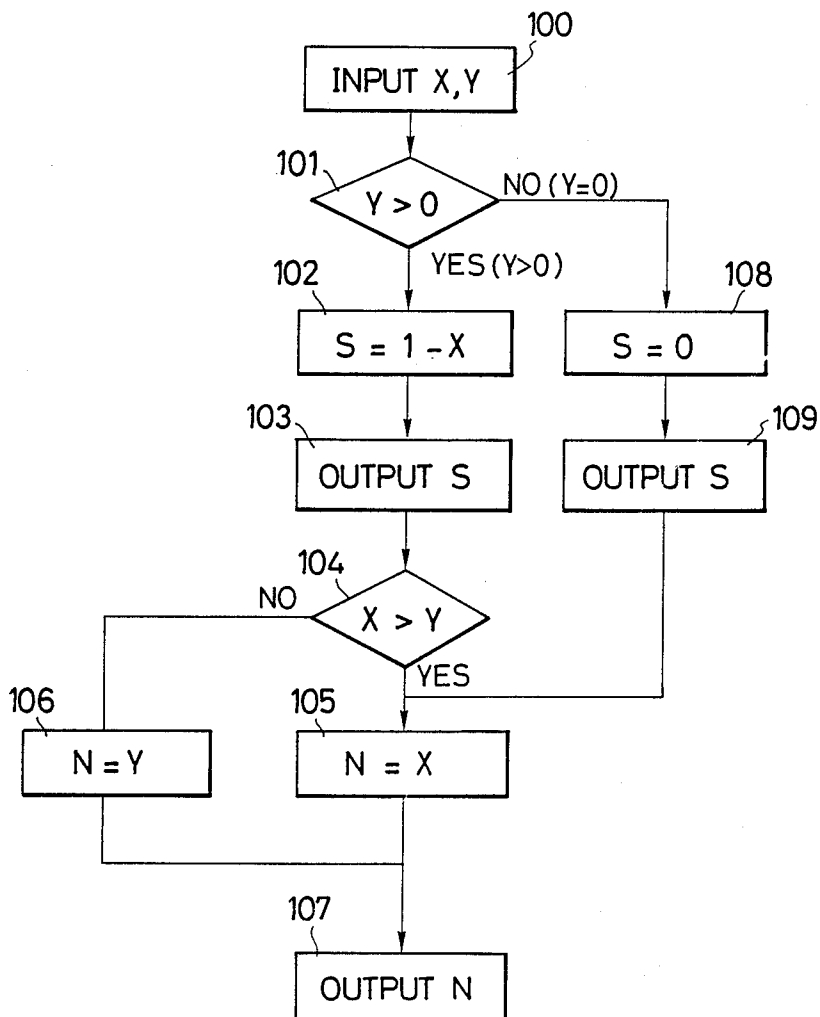 100
INPUT X,Y
101
Y > 0
NO (Y=0)
YES (Y>0)
102
S = 1 - X
108
S = 0
103
OUTPUT S
109
OUTPUT S
104
NO
X > Y
YES
106
N = Y
105
N = X
107
OUTPUT N